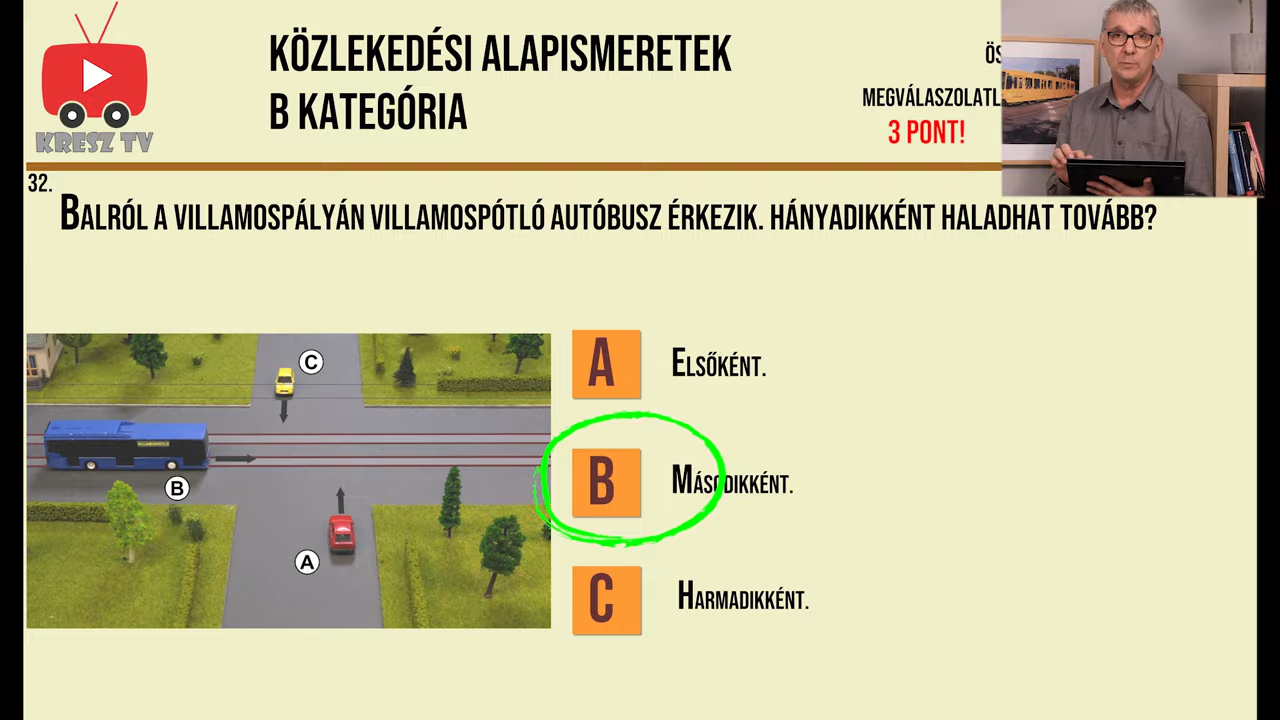 KRESZ TV
KÖZLEKEDÉSI ALAPISMERETEK
B KATEGÓRIA
3 PONT!
32.
BALRÓL A VILLAMOSPÁLYÁN VILLAMOSPÓTLÓ AUTÓBUSZ ÉRKEZIK. HÁNYADIKKÉNT HALADHAT TOVÁBB?
C
VILLAMOSPÓTLÓ
B
A
A ELSŐKÉNT.
B MÁSODIKKÉNT.
C HARMADIKKÉNT.